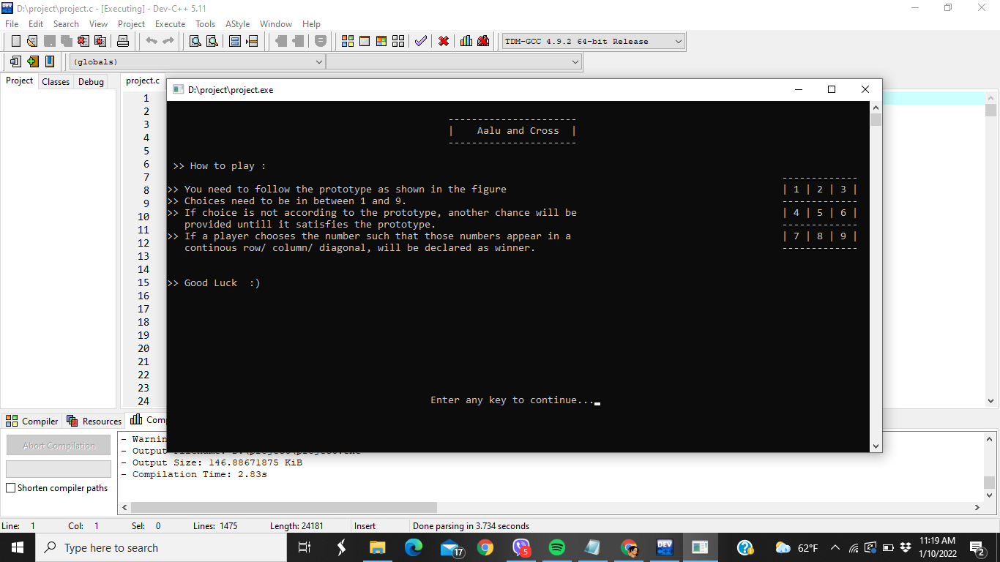 D:\project\project.c - [Executing] - Dev-C++ 5.11
File Edit Search View Project Execute Tools AStyle Window Help
TDM-GCC 4.9.2 64-bit Release
(globals)
Project Classes Debug project.c
D:\project\project.exe
1
2
3
4
5
6
7
8
9
10
11
12
13
14
15
16
17
18
19
20
21
22
23
24
----------------------
|    Aalu and Cross  |
----------------------
>> How to play :
>> You need to follow the prototype as shown in the figure
>> Choices need to be in between 1 and 9.
>> If choice is not according to the prototype, another chance will be
provided untill it satisfies the prototype.
>> If a player chooses the number such that those numbers appear in a
continous row/ column/ diagonal, will be declared as winner.
>> Good Luck  :)
-------------
| 1 | 2 | 3 |
-------------
| 4 | 5 | 6 |
-------------
| 7 | 8 | 9 |
-------------
Enter any key to continue...
Compiler Resources Comp
Abort Compilation
Shorten compiler paths
- Warnin
- Output Filename: D:\project\project.exe
- Output Size: 146.88671875 KiB
- Compilation Time: 2.83s
Line: 1 Col: 1 Sel: 0 Lines: 1475 Length: 24181 Insert Done parsing in 3.734 seconds
Type here to search
DEV
17
5
62°F
11:19 AM
1/10/2022
2